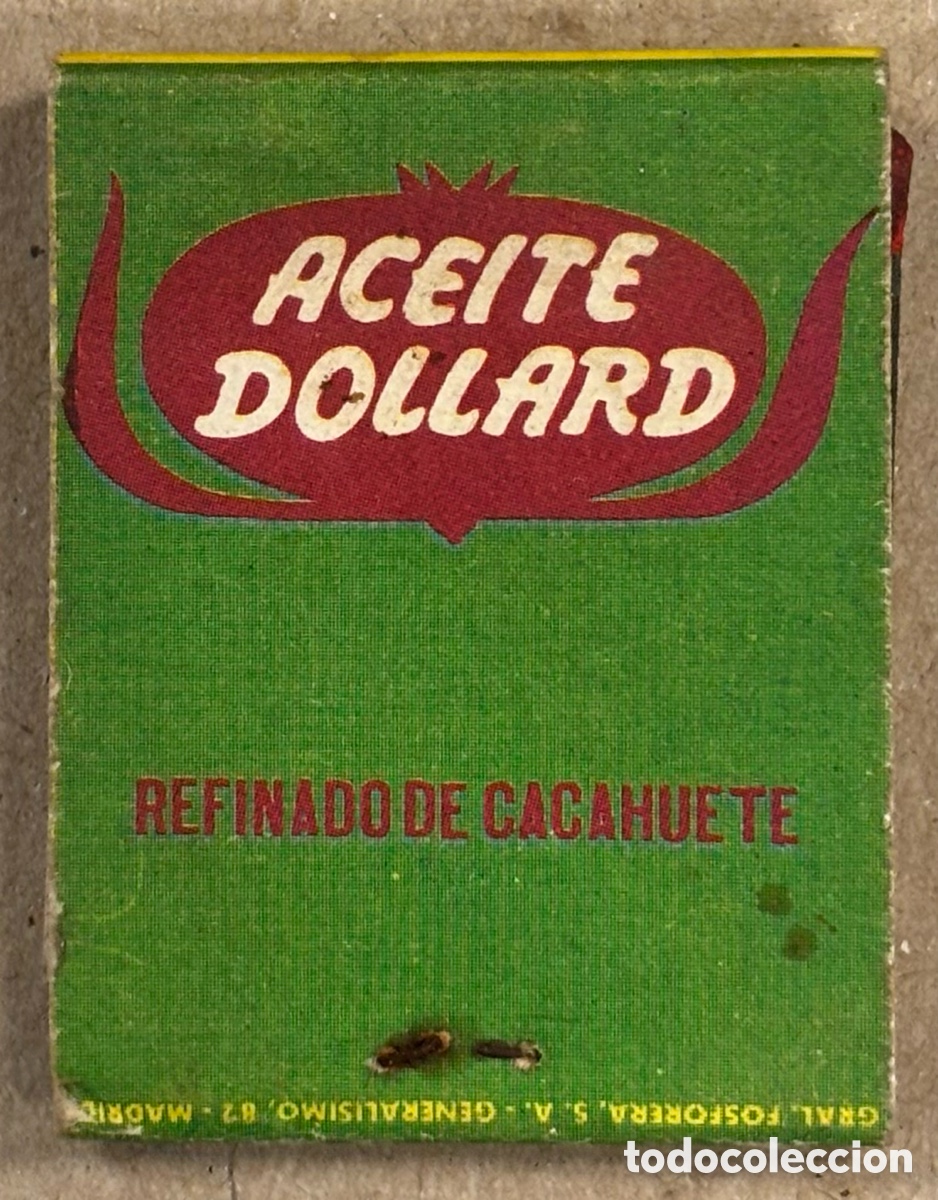 ACEITE
DOLLARD
REFINADO DE CACAHUETE
GRAL. FOSFORERA, S. A. - GENERALISIMO, 82 - MADRID
todocoleccion